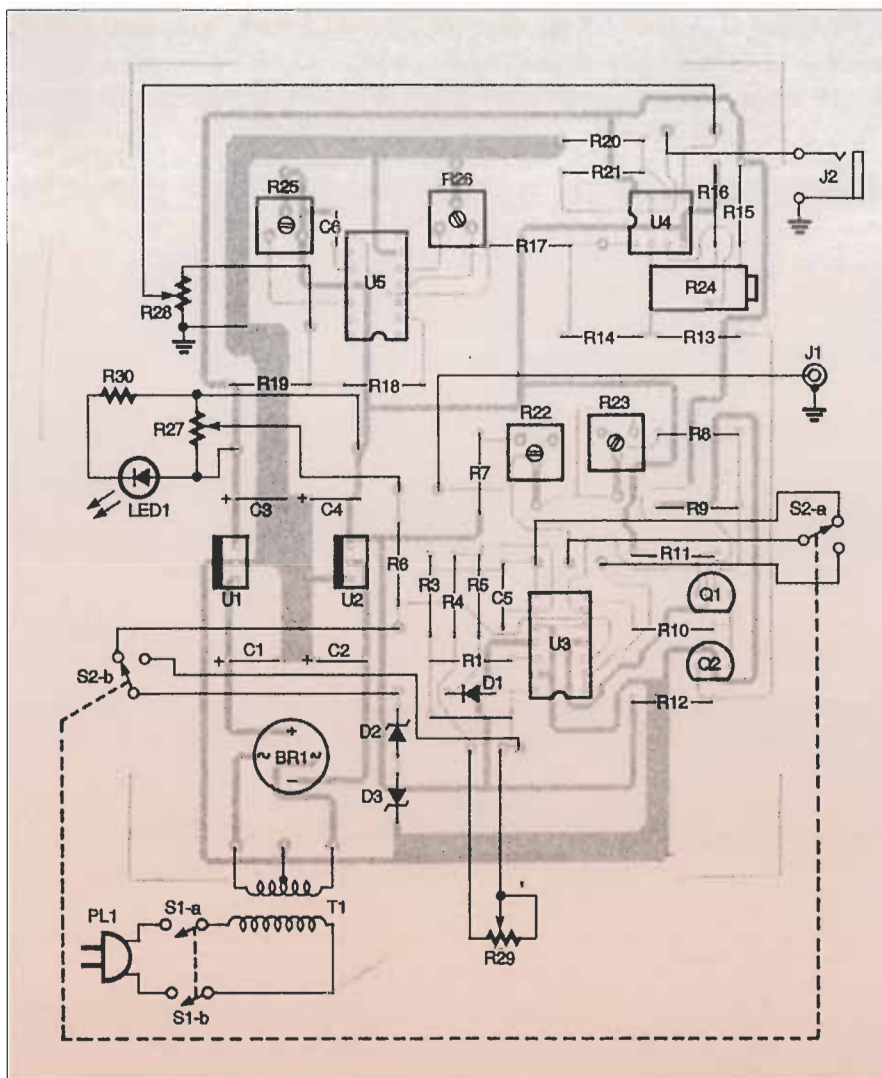 R20
R21
J2
R25
R26
R16
R15
C6
U4
U5
R17
R24
R28
R14
R13
J1
R30
R19
R18
R22
R23
R27
R8
R7
LED1
+ C3
+ C4
R9
S2-a
R6
R11
U1
U2
R3
R4
R5
C5
Q1
U3
R10
+ C1
+ C2
R1
Q2
S2-b
D1
R12
D2
+
~ BR1 ~
−
D3
T1
PL1
S1-a
R29
S1-b